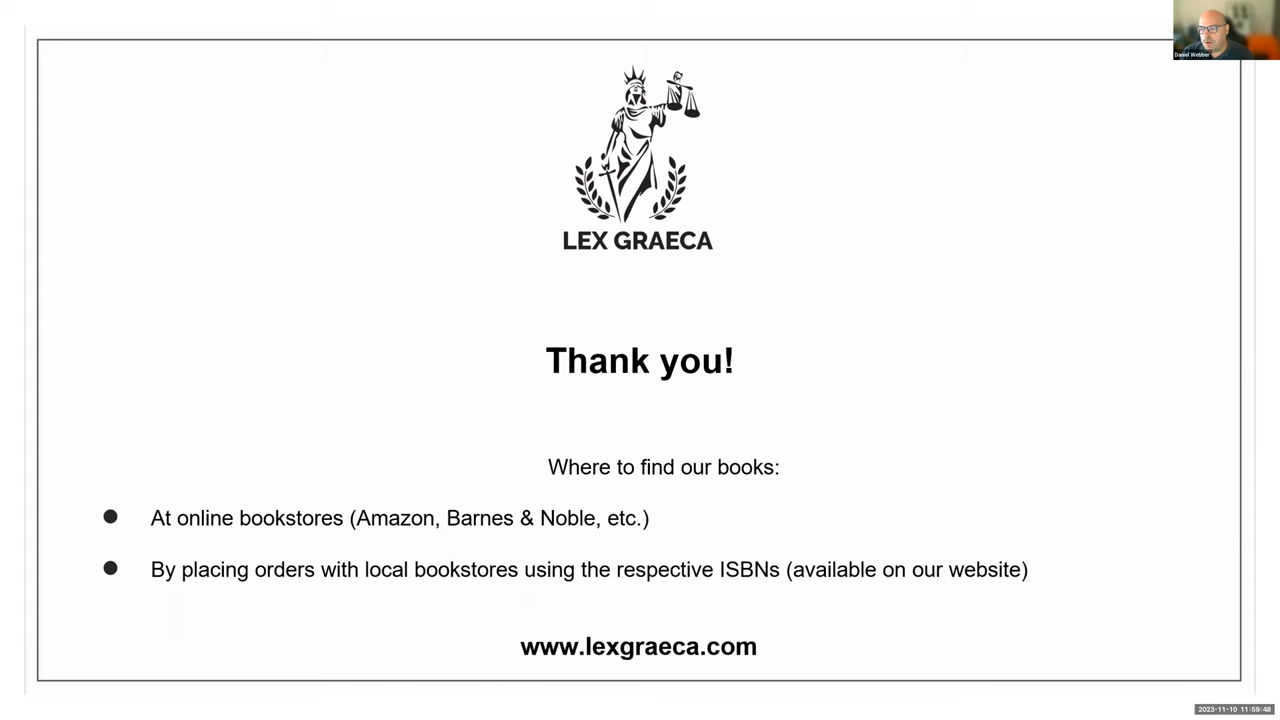 Daniel Webber
LEX GRAECA
Thank you!
Where to find our books:
● At online bookstores (Amazon, Barnes & Noble, etc.)
● By placing orders with local bookstores using the respective ISBNs (available on our website)
www.lexgraeca.com
2023-11-10 11:59:48